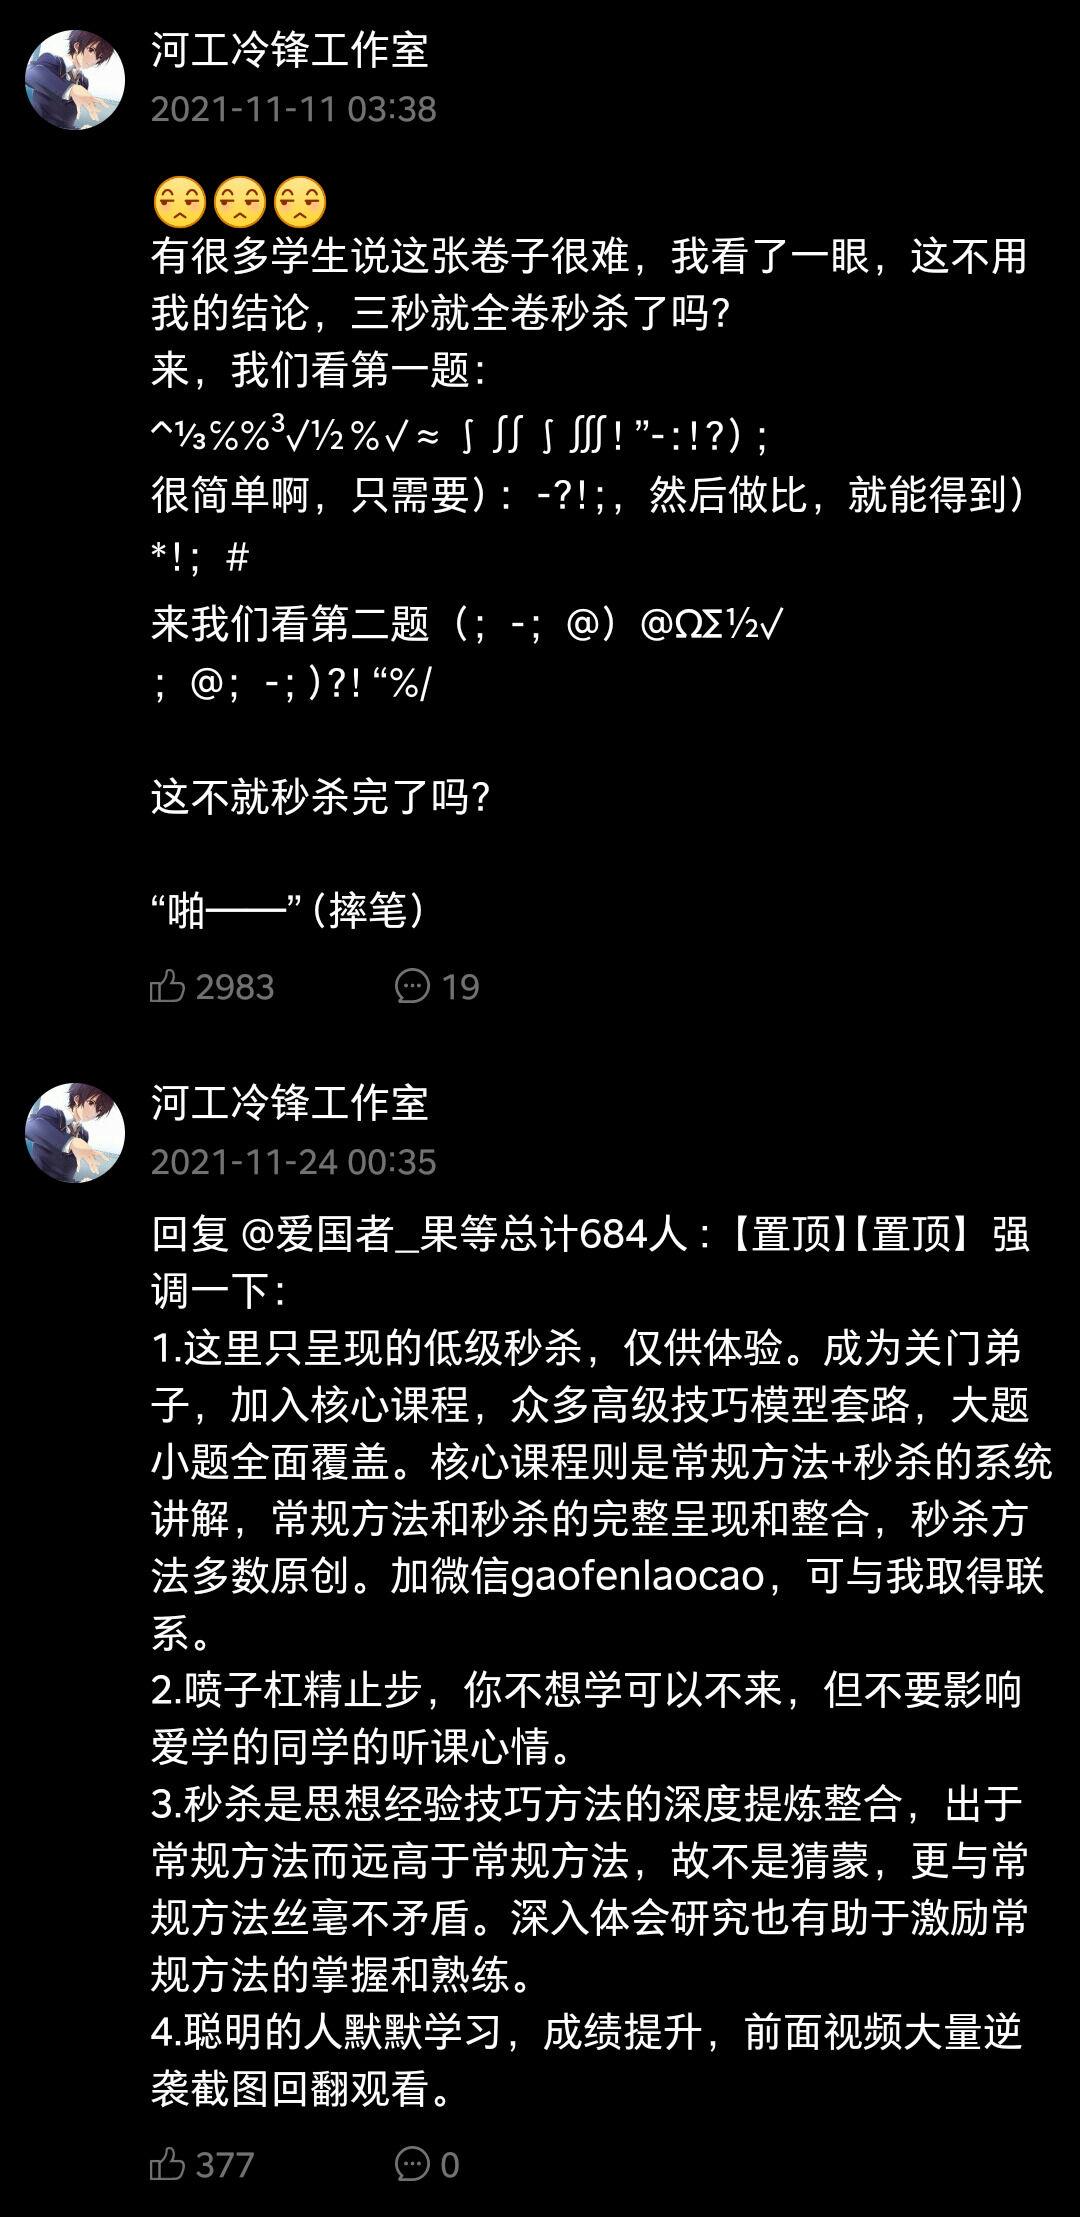 河工冷锋工作室
2021-11-11 03:38
😒😒😒
有很多学生说这张卷子很难，我看了一眼，这不用
我的结论，三秒就全卷秒杀了吗?
来，我们看第一题：
^⅓℅%³√½%√≈∫∬∫∭!”-:!?)；
很简单啊，只需要)：-?!;，然后做比，就能得到)
*!；#
来我们看第二题（；-；@）@ΩΣ½√
；@；-；)?!“%/
这不就秒杀完了吗?
“啪——”(摔笔)
2983 19
河工冷锋工作室
2021-11-24 00:35
回复 @爱国者_果等总计684人 :【置顶】【置顶】强
调一下：
1.这里只呈现的低级秒杀，仅供体验。成为关门弟
子，加入核心课程，众多高级技巧模型套路，大题
小题全面覆盖。核心课程则是常规方法+秒杀的系统
讲解，常规方法和秒杀的完整呈现和整合，秒杀方
法多数原创。加微信gaofenlaocao，可与我取得联
系。
2.喷子杠精止步，你不想学可以不来，但不要影响
爱学的同学的听课心情。
3.秒杀是思想经验技巧方法的深度提炼整合，出于
常规方法而远高于常规方法，故不是猜蒙，更与常
规方法丝毫不矛盾。深入体会研究也有助于激励常
规方法的掌握和熟练。
4.聪明的人默默学习，成绩提升，前面视频大量逆
袭截图回翻观看。
377 0